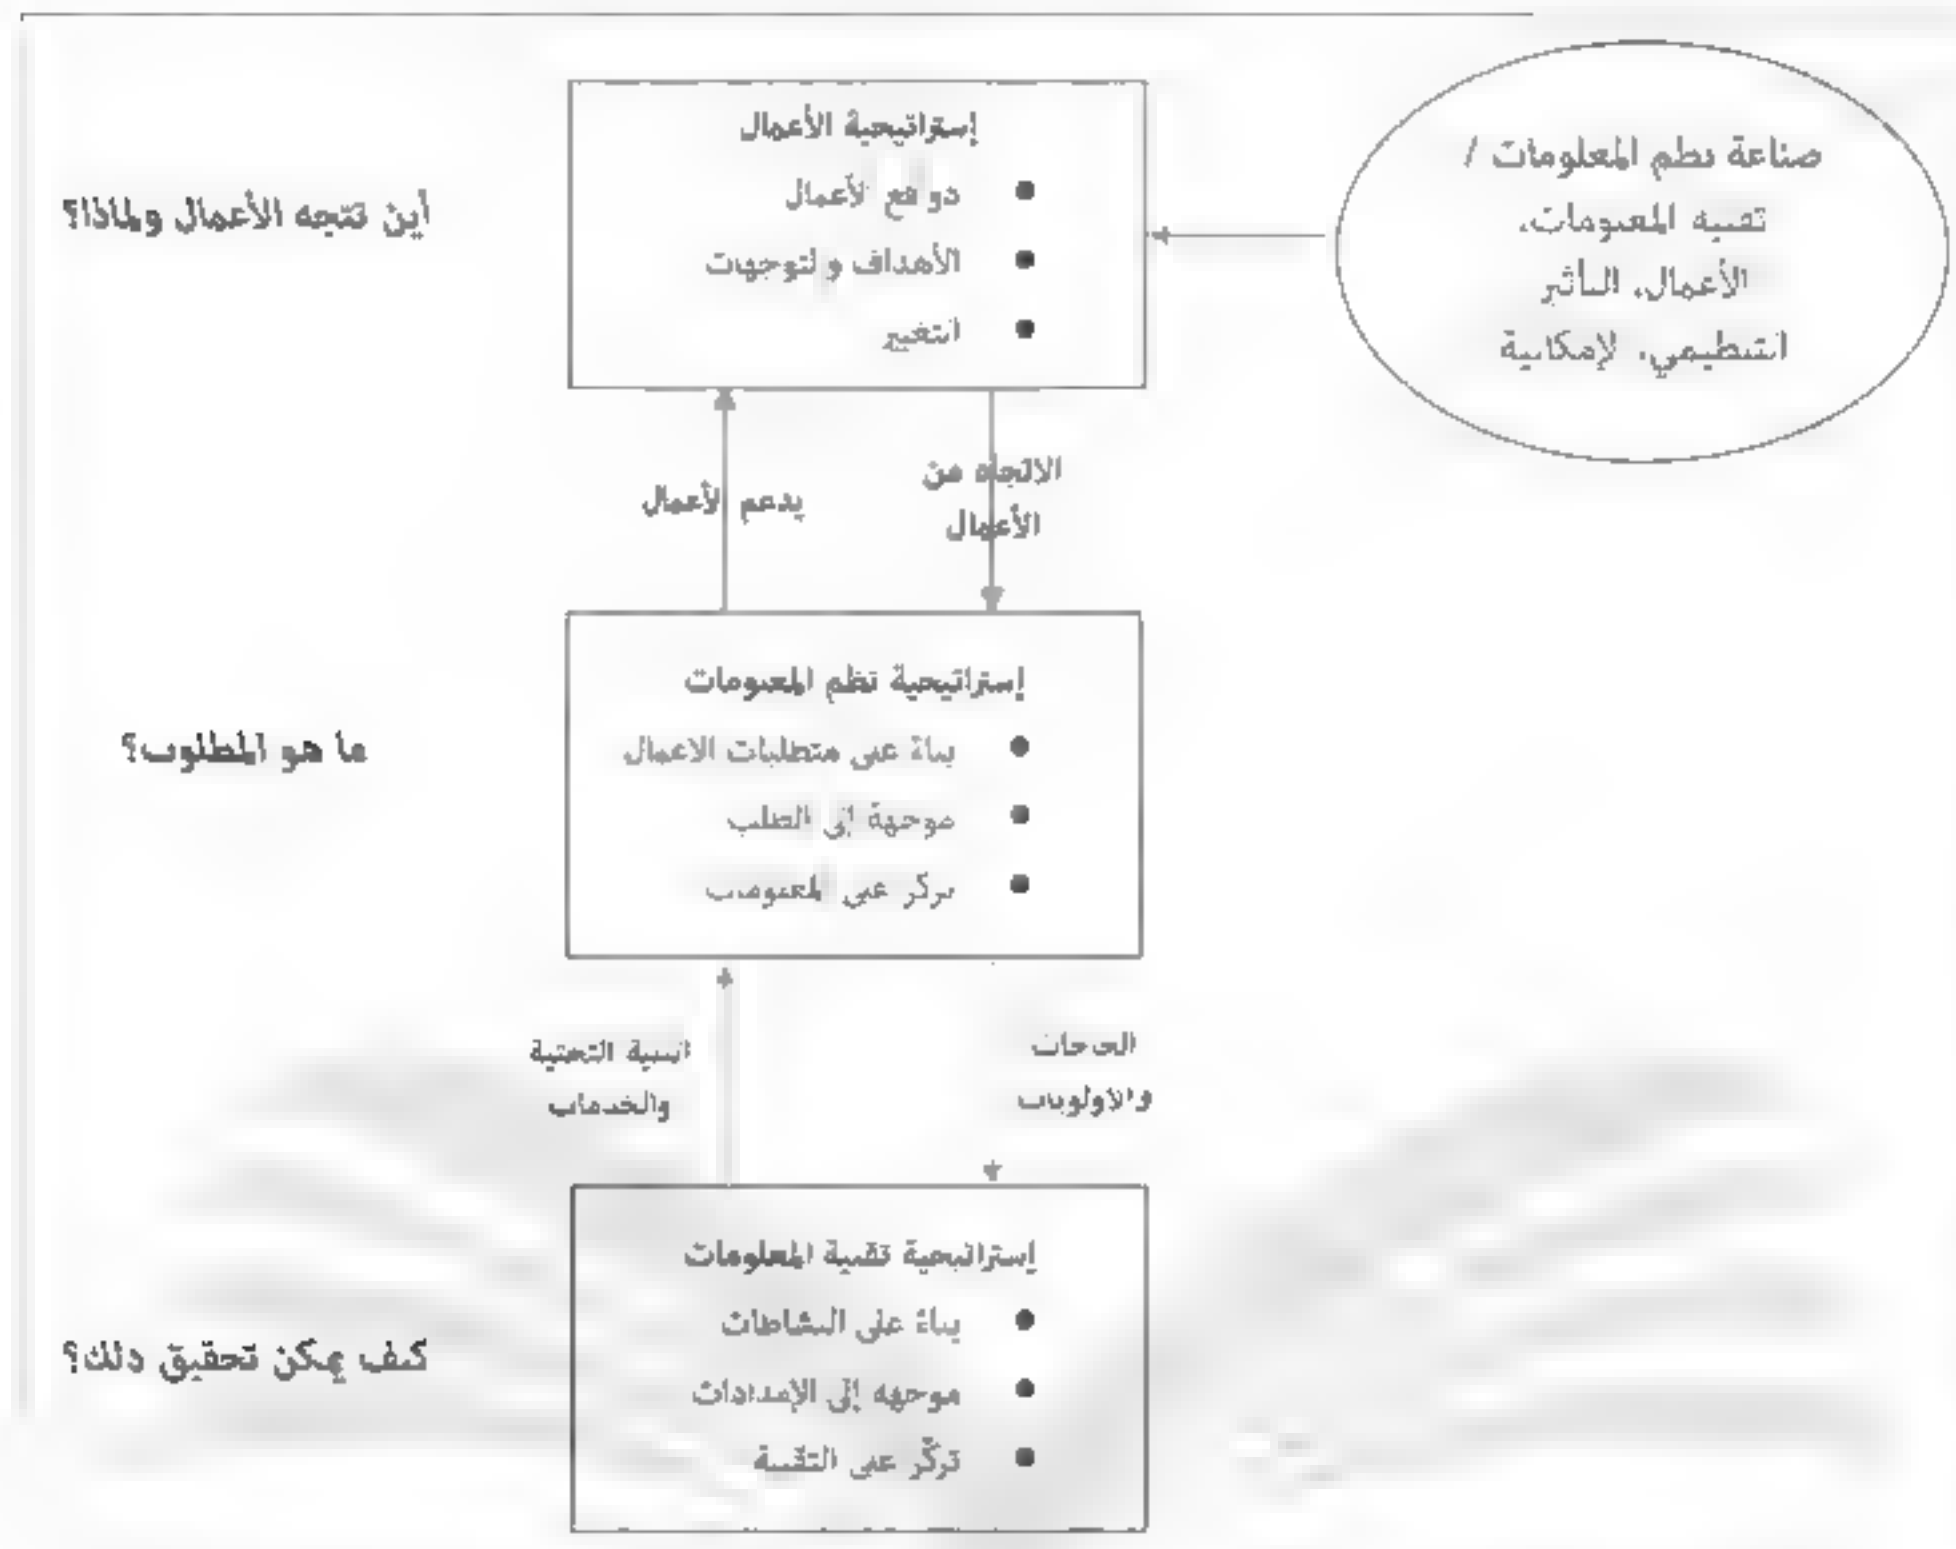 إستراتيجية الأعمال
● دوافع الأعمال
● الأهداف والتوجهات
● التغيير
صناعة نظم المعلومات /
تقنية المعلومات،
الأعمال، التأثير
التنظيمي، الإمكانية
أين تتجه الأعمال ولماذا؟
الاتجاه من
الأعمال
يدعم الأعمال
إستراتيجية نظم المعلومات
● بناءً على متطلبات الاعمال
● موجهة إلى الطلب
● تركز على المعلومات
ما هو المطلوب؟
الحاجات
والأولويات
البنية التحتية
والخدمات
إستراتيجية تقنية المعلومات
● بناءً على النشاطات
● موجهة إلى الإمدادات
● تركّز على التقنية
كيف يمكن تحقيق ذلك؟